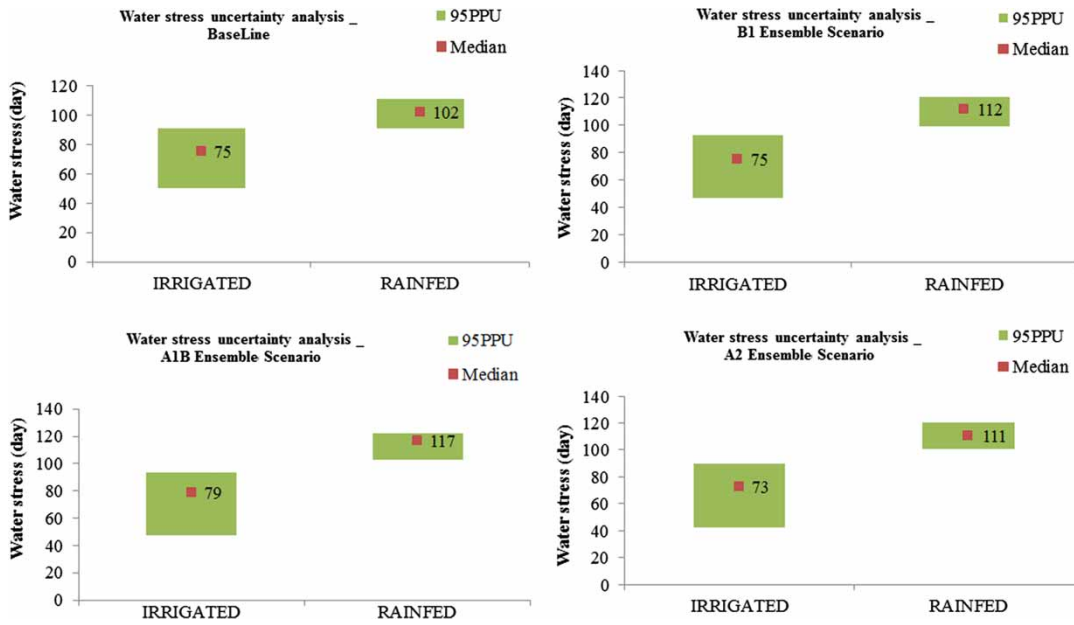 Water stress uncertainty analysis _
BaseLine
95PPU
Median
Water stress(day)
120
100
80
60
40
20
0
75
102
IRRIGATED
RAINFED
Water stress uncertainty analysis _
B1 Ensemble Scenario
95PPU
Median
Water stress (day)
140
120
100
80
60
40
20
0
75
112
IRRIGATED
RAINFED
Water stress uncertainty analysis _
A1B Ensemble Scenario
95PPU
Median
Water stress (day)
140
120
100
80
60
40
20
0
79
117
IRRIGATED
RAINFED
Water stress uncertainty analysis _
A2 Ensemble Scenario
95PPU
Median
Water stress (day)
140
120
100
80
60
40
20
0
73
111
IRRIGATED
RAINFED